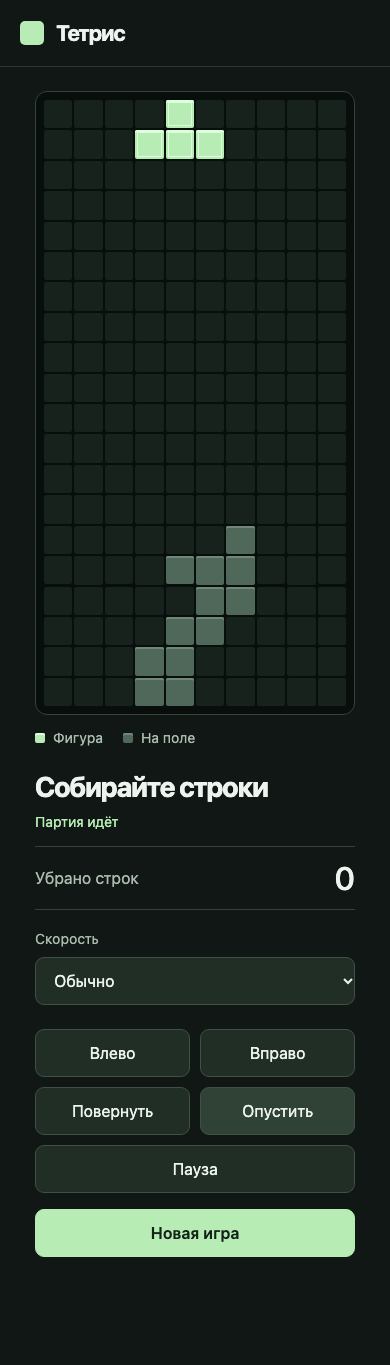 Тетрис
Фигура На поле
Собирайте строки
Партия идёт
Убрано строк 0
Скорость
Обычно
Влево Вправо
Повернуть Опустить
Пауза
Новая игра